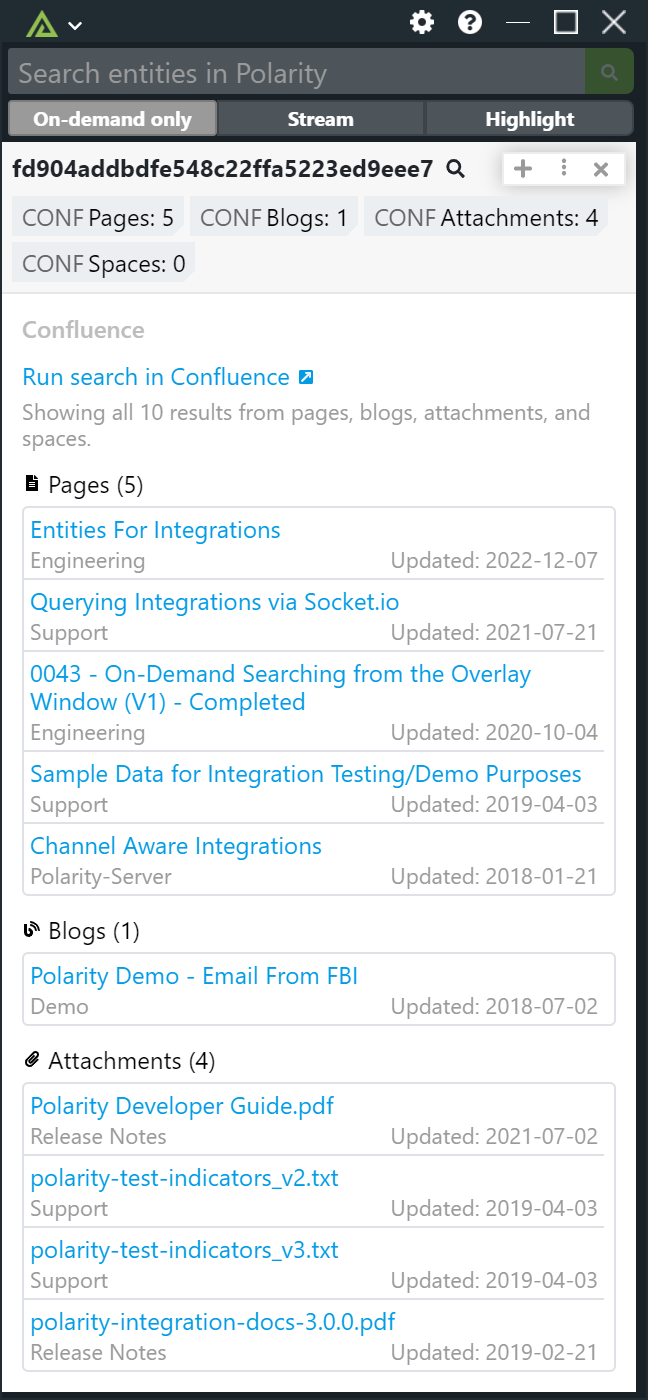 Search entities in Polarity
On-demand only Stream Highlight
fd904addbdfe548c22ffa5223ed9eee7
CONF Pages: 5 CONF Blogs: 1 CONF Attachments: 4
CONF Spaces: 0
Confluence
Run search in Confluence
Showing all 10 results from pages, blogs, attachments, and
spaces.
Pages (5)
Entities For Integrations
Engineering Updated: 2022-12-07
Querying Integrations via Socket.io
Support Updated: 2021-07-21
0043 - On-Demand Searching from the Overlay
Window (V1) - Completed
Engineering Updated: 2020-10-04
Sample Data for Integration Testing/Demo Purposes
Support Updated: 2019-04-03
Channel Aware Integrations
Polarity-Server Updated: 2018-01-21
Blogs (1)
Polarity Demo - Email From FBI
Demo Updated: 2018-07-02
Attachments (4)
Polarity Developer Guide.pdf
Release Notes Updated: 2021-07-02
polarity-test-indicators_v2.txt
Support Updated: 2019-04-03
polarity-test-indicators_v3.txt
Support Updated: 2019-04-03
polarity-integration-docs-3.0.0.pdf
Release Notes Updated: 2019-02-21